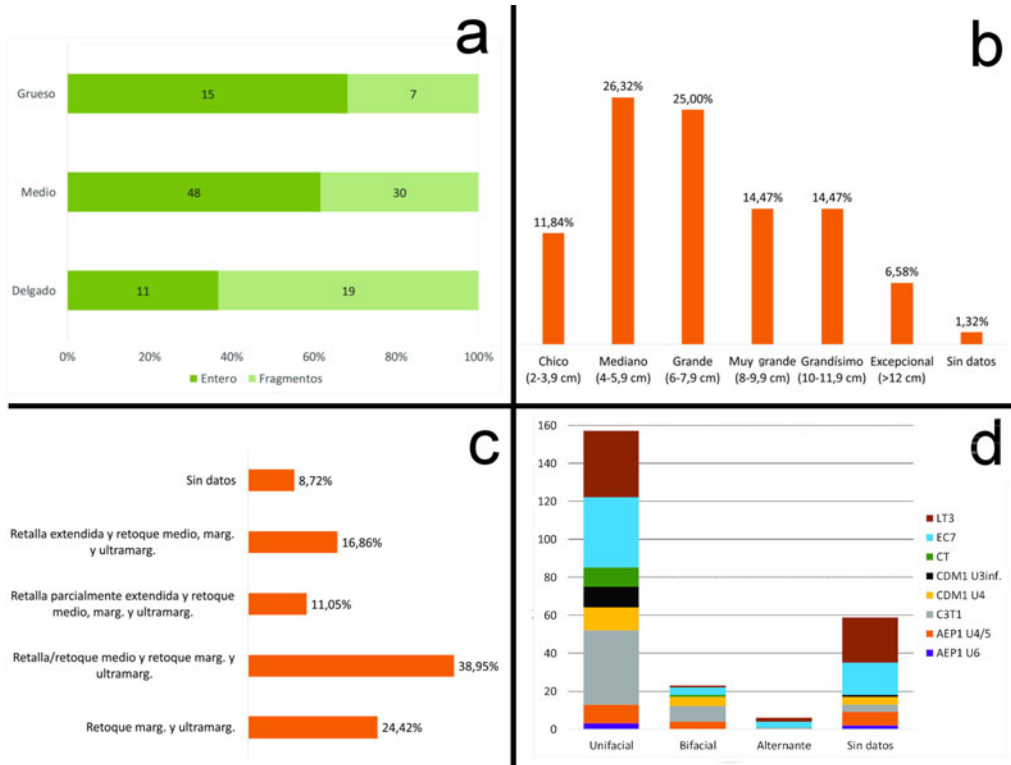 a
Grueso
15
7
Medio
48
30
Delgado
11
19
0%
20%
40%
60%
80%
100%
Entero
Fragmentos
b
11,84%
26,32%
25,00%
14,47%
14,47%
6,58%
1,32%
Chico
(2-3,9 cm)
Mediano
(4-5,9 cm)
Grande
(6-7,9 cm)
Muy grande
(8-9,9 cm)
Grandísimo
(10-11,9 cm)
Excepcional
(>12 cm)
Sin datos
c
Sin datos
8,72%
Retalla extendida y retoque medio, marg.
y ultramarg.
16,86%
Retalla parcialmente extendida y retoque
medio, marg. y ultramarg.
11,05%
Retalla/retoque medio y retoque marg. y
ultramarg.
38,95%
Retoque marg. y ultramarg.
24,42%
d
160
140
120
100
80
60
40
20
0
Unifacial
Bifacial
Alternante
Sin datos
LT3
EC7
CT
CDM1 U3inf.
CDM1 U4
C3T1
AEP1 U4/5
AEP1 U6